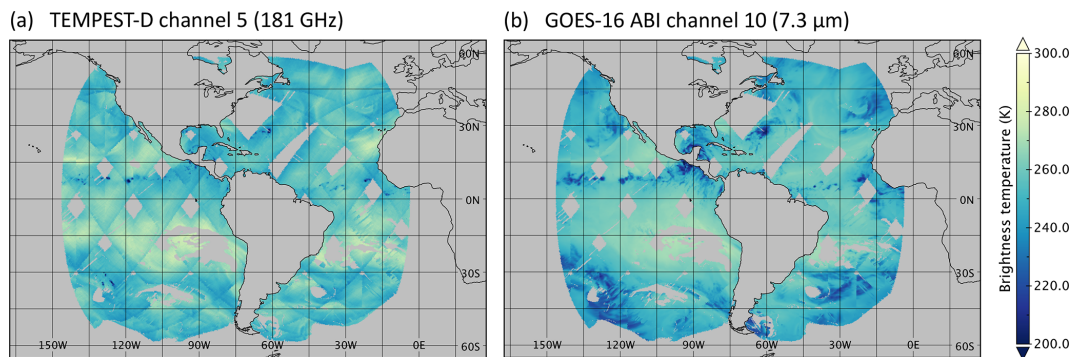 (a) TEMPEST-D channel 5 (181 GHz)
(b) GOES-16 ABI channel 10 (7.3 µm)
60N
30N
0N
30S
60S
150W 120W 90W 60W 30W 0E
60N
30N
0N
30S
60S
150W 120W 90W 60W 30W 0E
300.0
280.0
260.0
240.0
220.0
200.0
Brightness temperature (K)